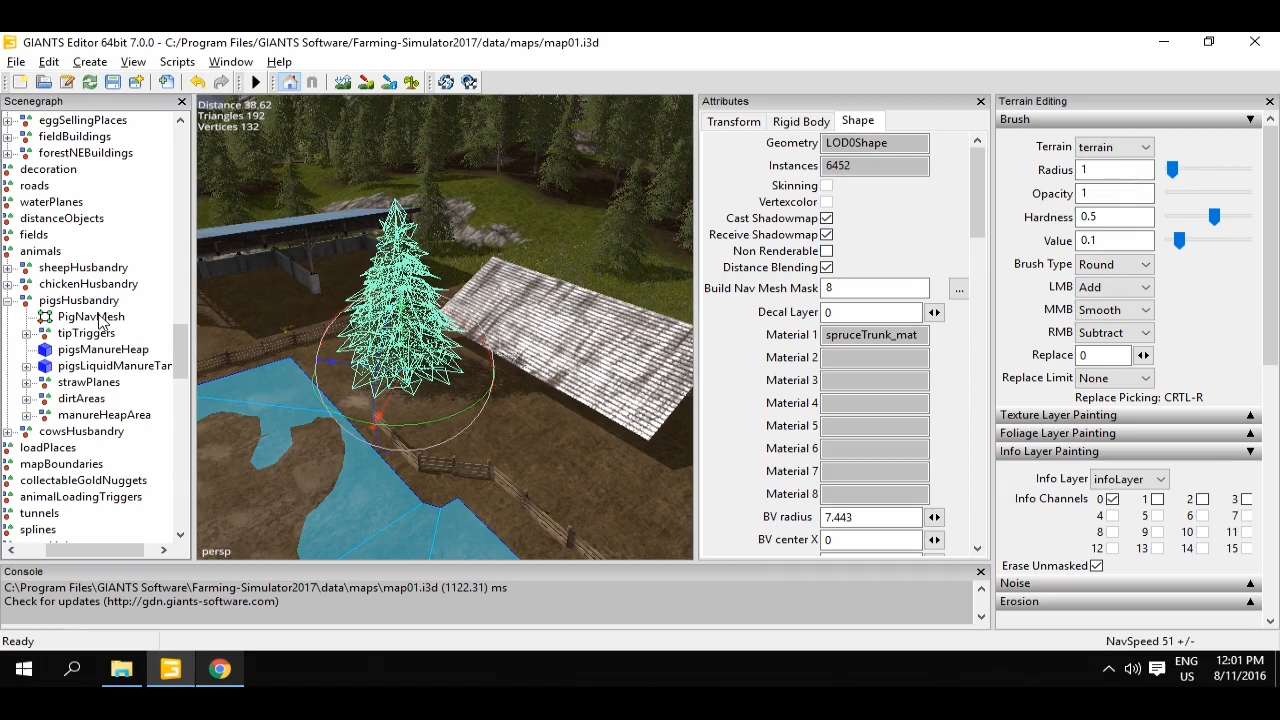 GIANTS Editor 64bit 7.0.0 - C:/Program Files/GIANTS Software/Farming-Simulator2017/data/maps/map01.i3d
File Edit Create View Scripts Window Help
Scenegraph
eggSellingPlaces
fieldBuildings
forestNEBuildings
decoration
roads
waterPlanes
distanceObjects
fields
animals
sheepHusbandry
chickenHusbandry
pigsHusbandry
PigNavMesh
tipTriggers
pigsManureHeap
pigsLiquidManureTan
strawPlanes
dirtAreas
manureHeapArea
cowsHusbandry
loadPlaces
mapBoundaries
collectableGoldNuggets
animalLoadingTriggers
tunnels
splines
Distance 38.62
Triangles 192
Vertices 132
persp
Attributes
Transform Rigid Body Shape
Geometry LOD0Shape
Instances 6452
Skinning
Vertexcolor
Cast Shadowmap
Receive Shadowmap
Non Renderable
Distance Blending
Build Nav Mesh Mask 8 ...
Decal Layer 0
Material 1 spruceTrunk_mat
Material 2
Material 3
Material 4
Material 5
Material 6
Material 7
Material 8
BV radius 7.443
BV center X 0
Terrain Editing
Brush
Terrain terrain
Radius 1
Opacity 1
Hardness 0.5
Value 0.1
Brush Type Round
LMB Add
MMB Smooth
RMB Subtract
Replace 0
Replace Limit None
Replace Picking: CRTL-R
Texture Layer Painting
Foliage Layer Painting
Info Layer Painting
Info Layer infoLayer
Info Channels 0 1 2 3
4 5 6 7
8 9 10 11
12 13 14 15
Erase Unmasked
Noise
Erosion
Console
C:\Program Files\GIANTS Software\Farming-Simulator2017\data\maps\map01.i3d (1122.31) ms
Check for updates (http://gdn.giants-software.com)
Ready
NavSpeed 51 +/-
ENG
US
12:01 PM
8/11/2016